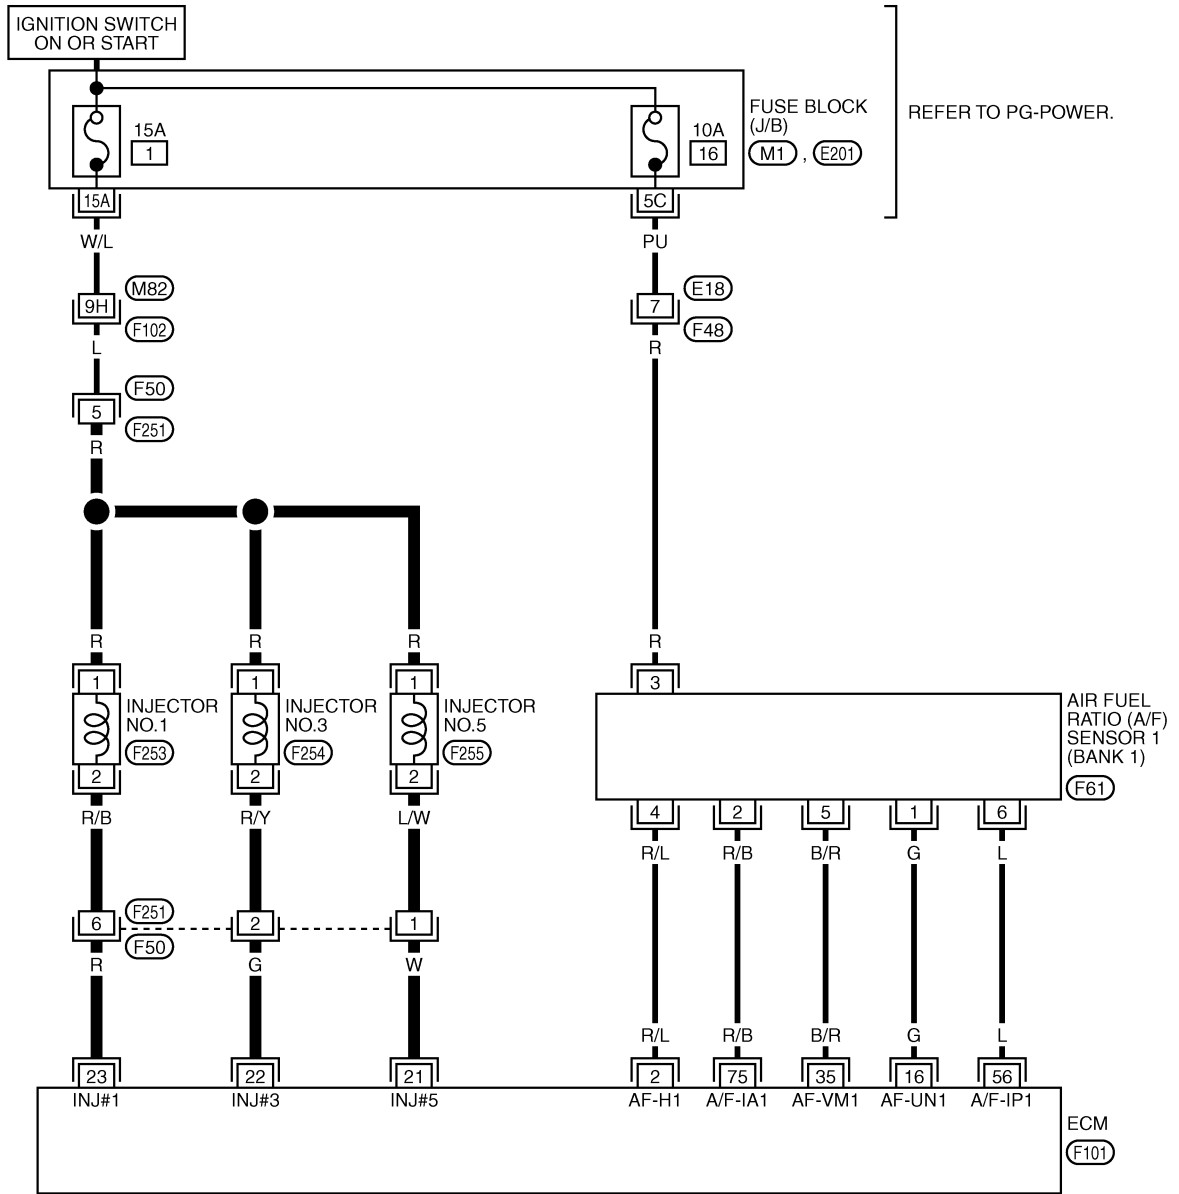 IGNITION SWITCH
ON OR START
FUSE BLOCK
(J/B)
REFER TO PG-POWER.
15A
1
10A
16
M1 , E201
15A
5C
W/L
PU
M82
E18
9H
7
F102
F48
L
R
F50
5
F251
R
R
R
R
R
1
1
1
3
INJECTOR
NO.1
F253
INJECTOR
NO.3
F254
INJECTOR
NO.5
F255
AIR FUEL
RATIO (A/F)
SENSOR 1
(BANK 1)
F61
2
2
2
4
2
5
1
6
R/B
R/Y
L/W
R/L
R/B
B/R
G
L
F251
6
2
1
F50
R
G
W
R/L
R/B
B/R
G
L
23
22
21
2
75
35
16
56
INJ#1
INJ#3
INJ#5
AF-H1
A/F-IA1
AF-VM1
AF-UN1
A/F-IP1
ECM
F101